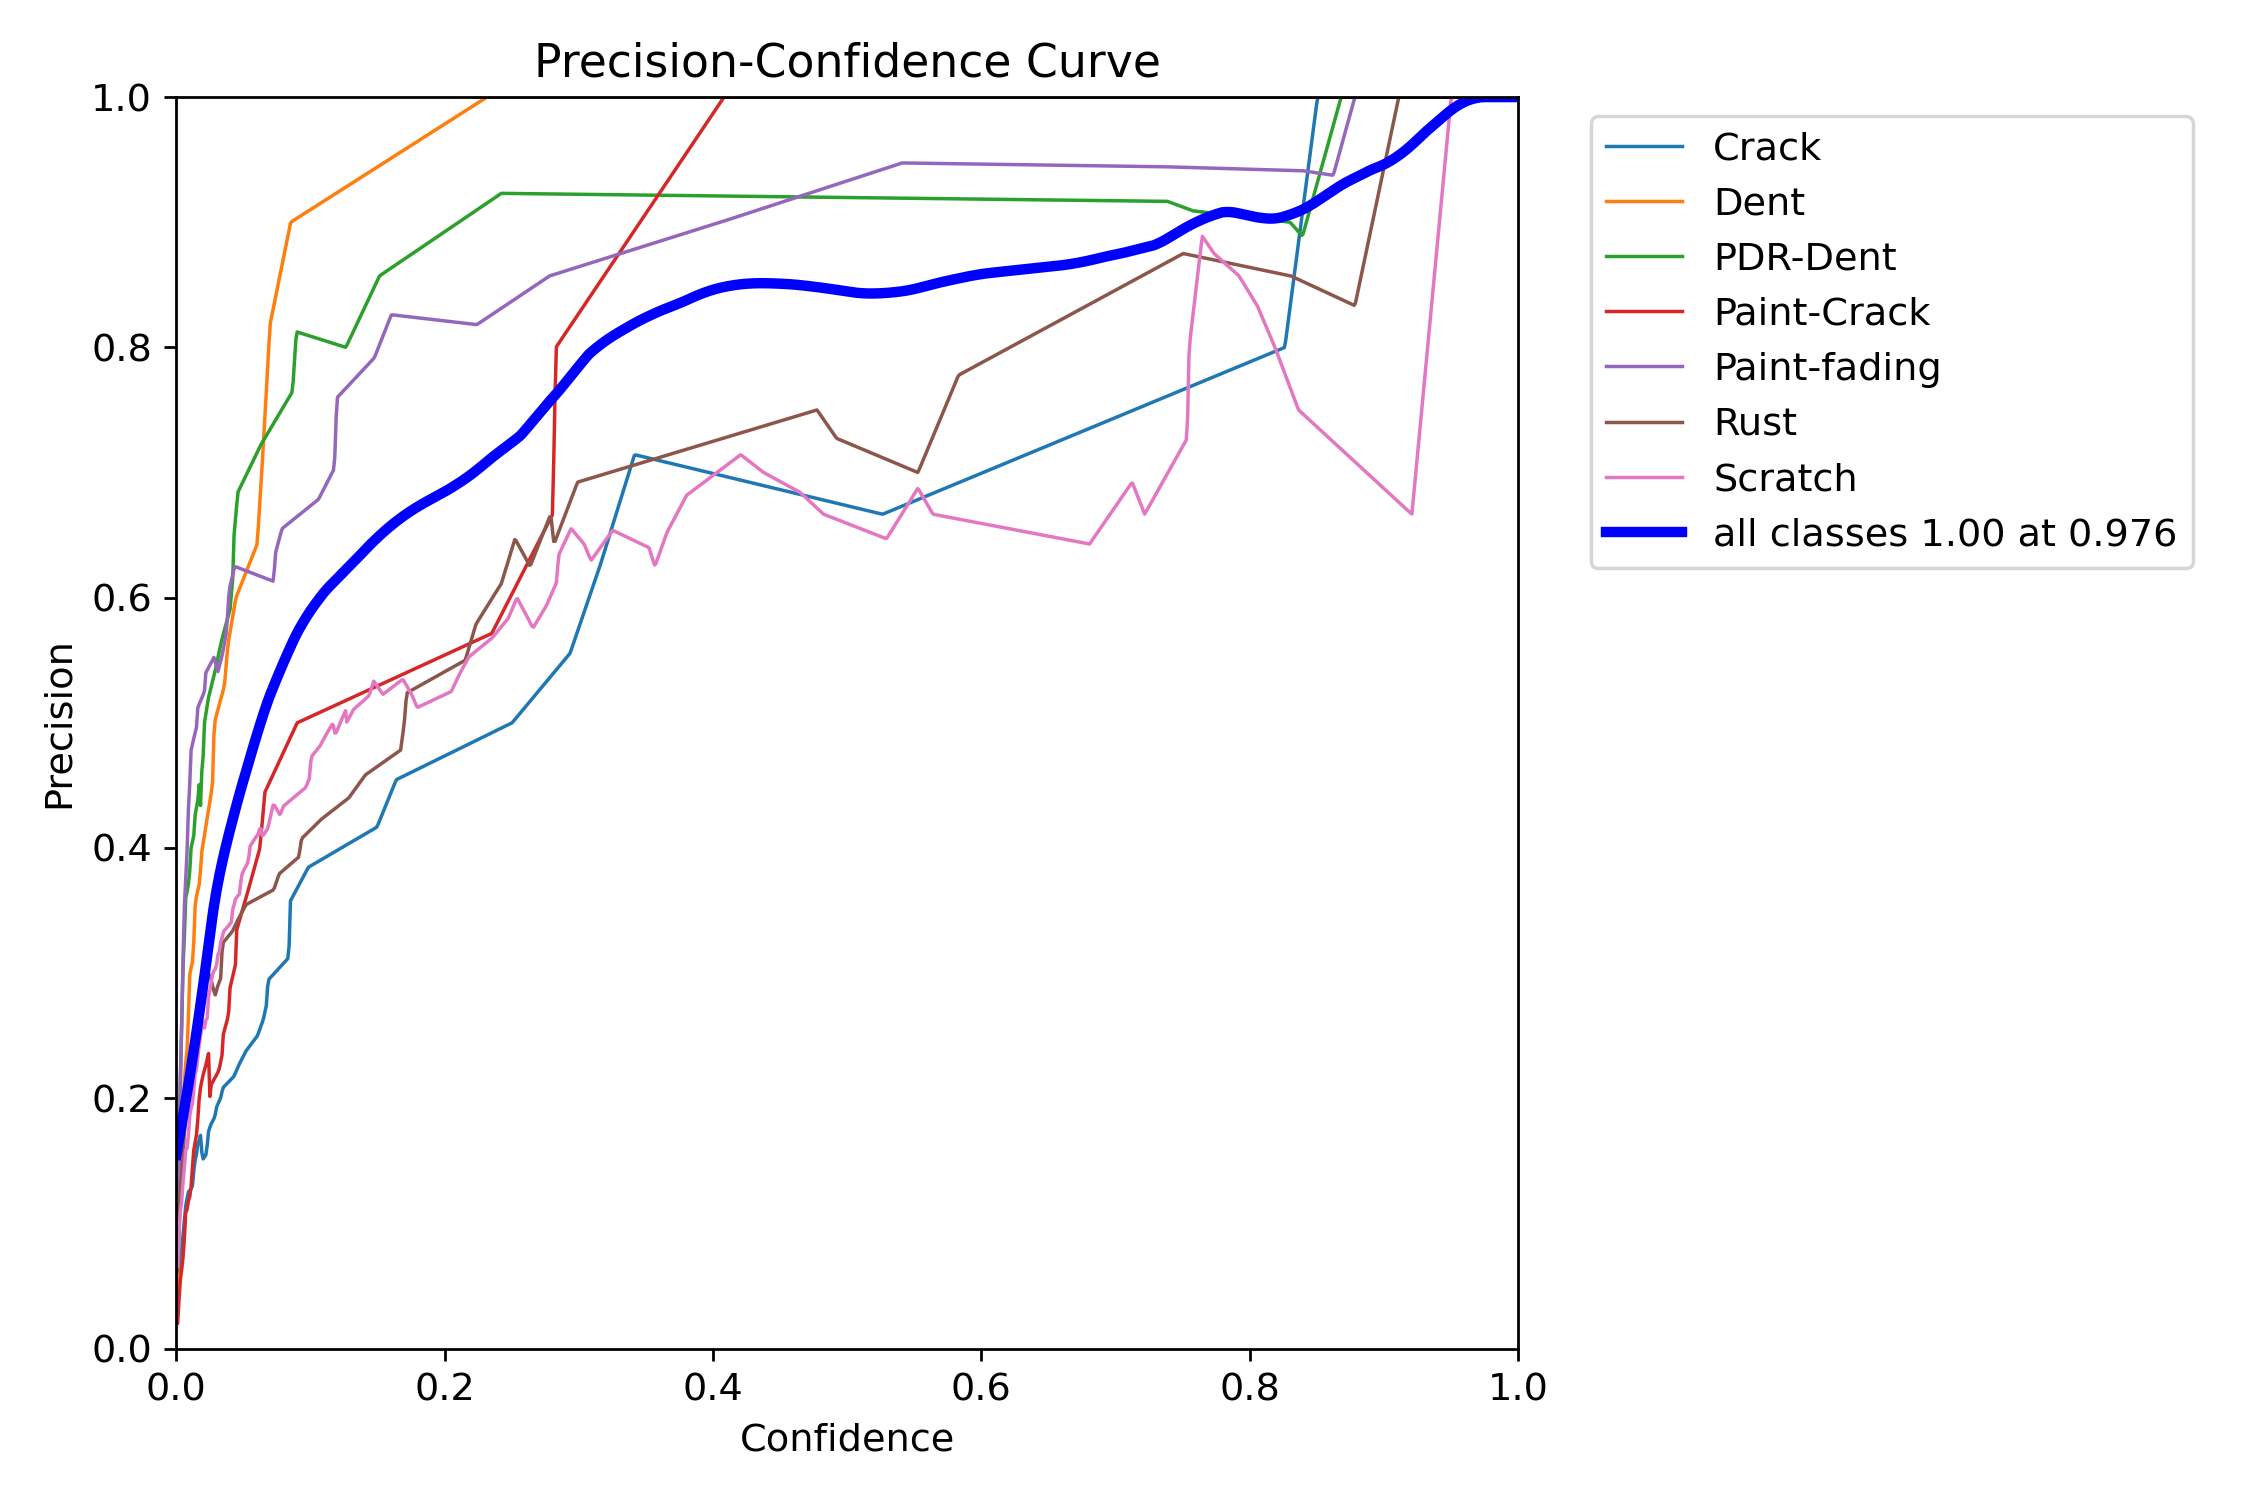 Precision-Confidence Curve
1.0
0.8
0.6
0.4
0.2
0.0
Precision
0.0 0.2 0.4 0.6 0.8 1.0
Confidence
Crack
Dent
PDR-Dent
Paint-Crack
Paint-fading
Rust
Scratch
all classes 1.00 at 0.976